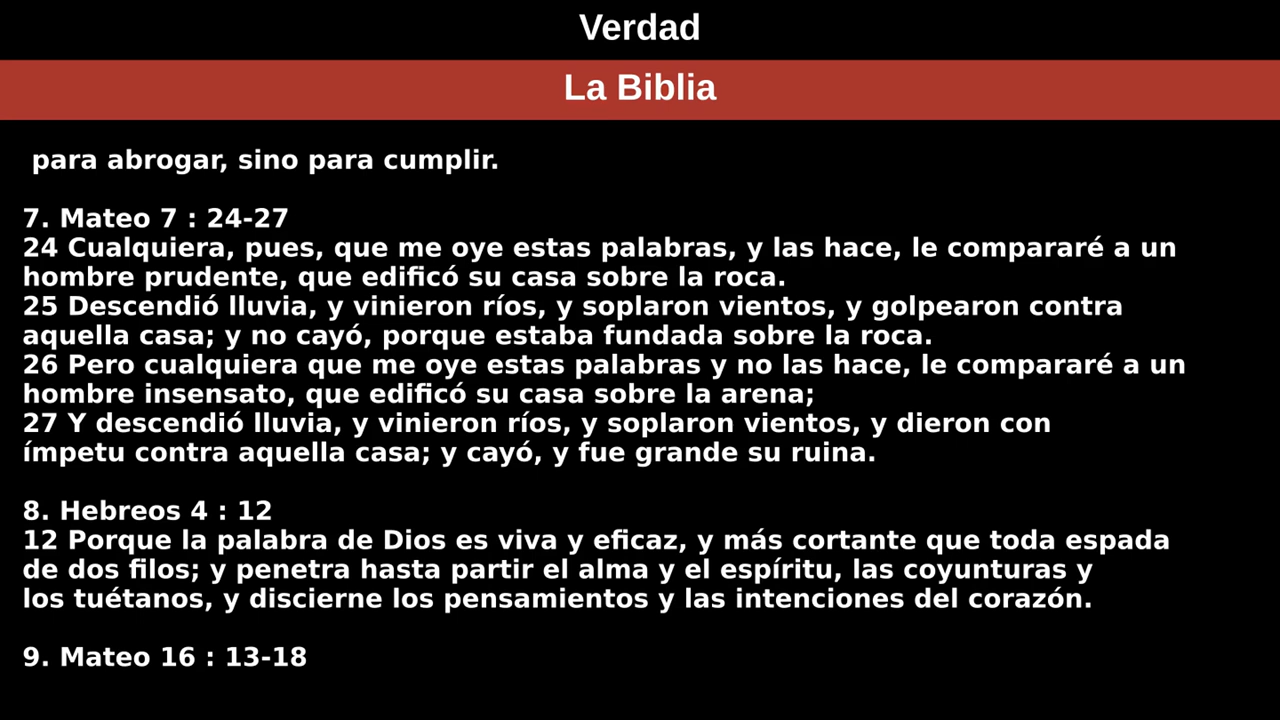 Verdad
La Biblia
para abrogar, sino para cumplir.
7. Mateo 7 : 24-27
24 Cualquiera, pues, que me oye estas palabras, y las hace, le compararé a un
hombre prudente, que edificó su casa sobre la roca.
25 Descendió lluvia, y vinieron ríos, y soplaron vientos, y golpearon contra
aquella casa; y no cayó, porque estaba fundada sobre la roca.
26 Pero cualquiera que me oye estas palabras y no las hace, le compararé a un
hombre insensato, que edificó su casa sobre la arena;
27 Y descendió lluvia, y vinieron ríos, y soplaron vientos, y dieron con
ímpetu contra aquella casa; y cayó, y fue grande su ruina.
8. Hebreos 4 : 12
12 Porque la palabra de Dios es viva y eficaz, y más cortante que toda espada
de dos filos; y penetra hasta partir el alma y el espíritu, las coyunturas y
los tuétanos, y discierne los pensamientos y las intenciones del corazón.
9. Mateo 16 : 13-18